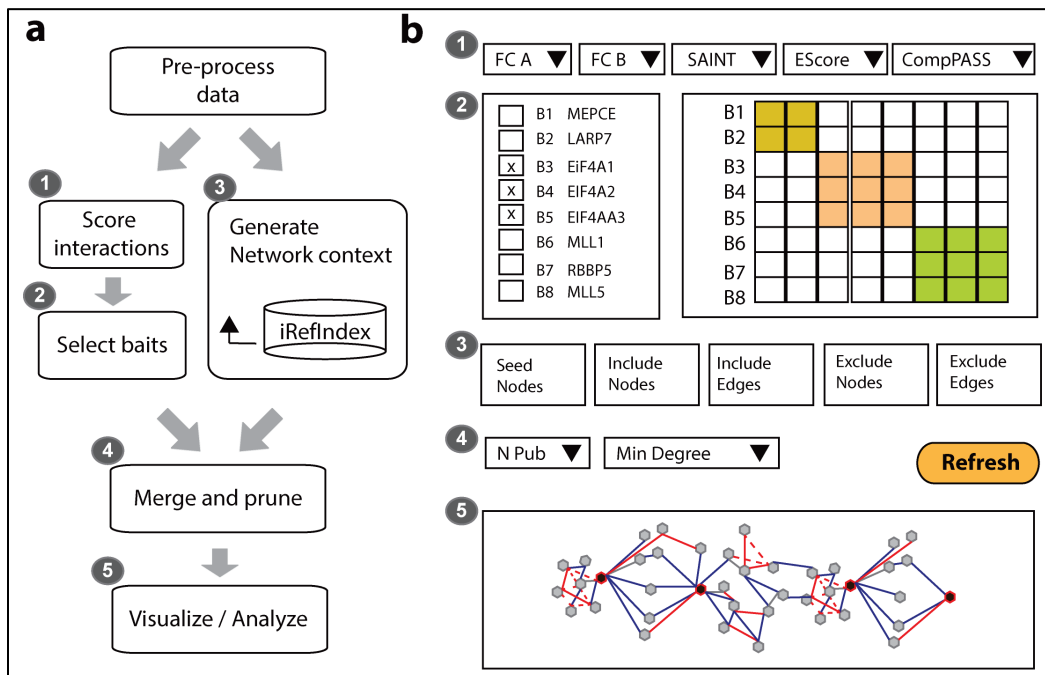 a
Pre-process
data
1
Score
interactions
2
Select baits
3
Generate
Network context
iRefIndex
4
Merge and prune
5
Visualize / Analyze
b
1
FC A
FC B
SAINT
EScore
CompPASS
2
B1 MEPCE
B2 LARP7
x B3 EiF4A1
x B4 EIF4A2
x B5 EIF4AA3
B6 MLL1
B7 RBBP5
B8 MLL5
B1
B2
B3
B4
B5
B6
B7
B8
3
Seed
Nodes
Include
Nodes
Include
Edges
Exclude
Nodes
Exclude
Edges
4
N Pub
Min Degree
Refresh
5